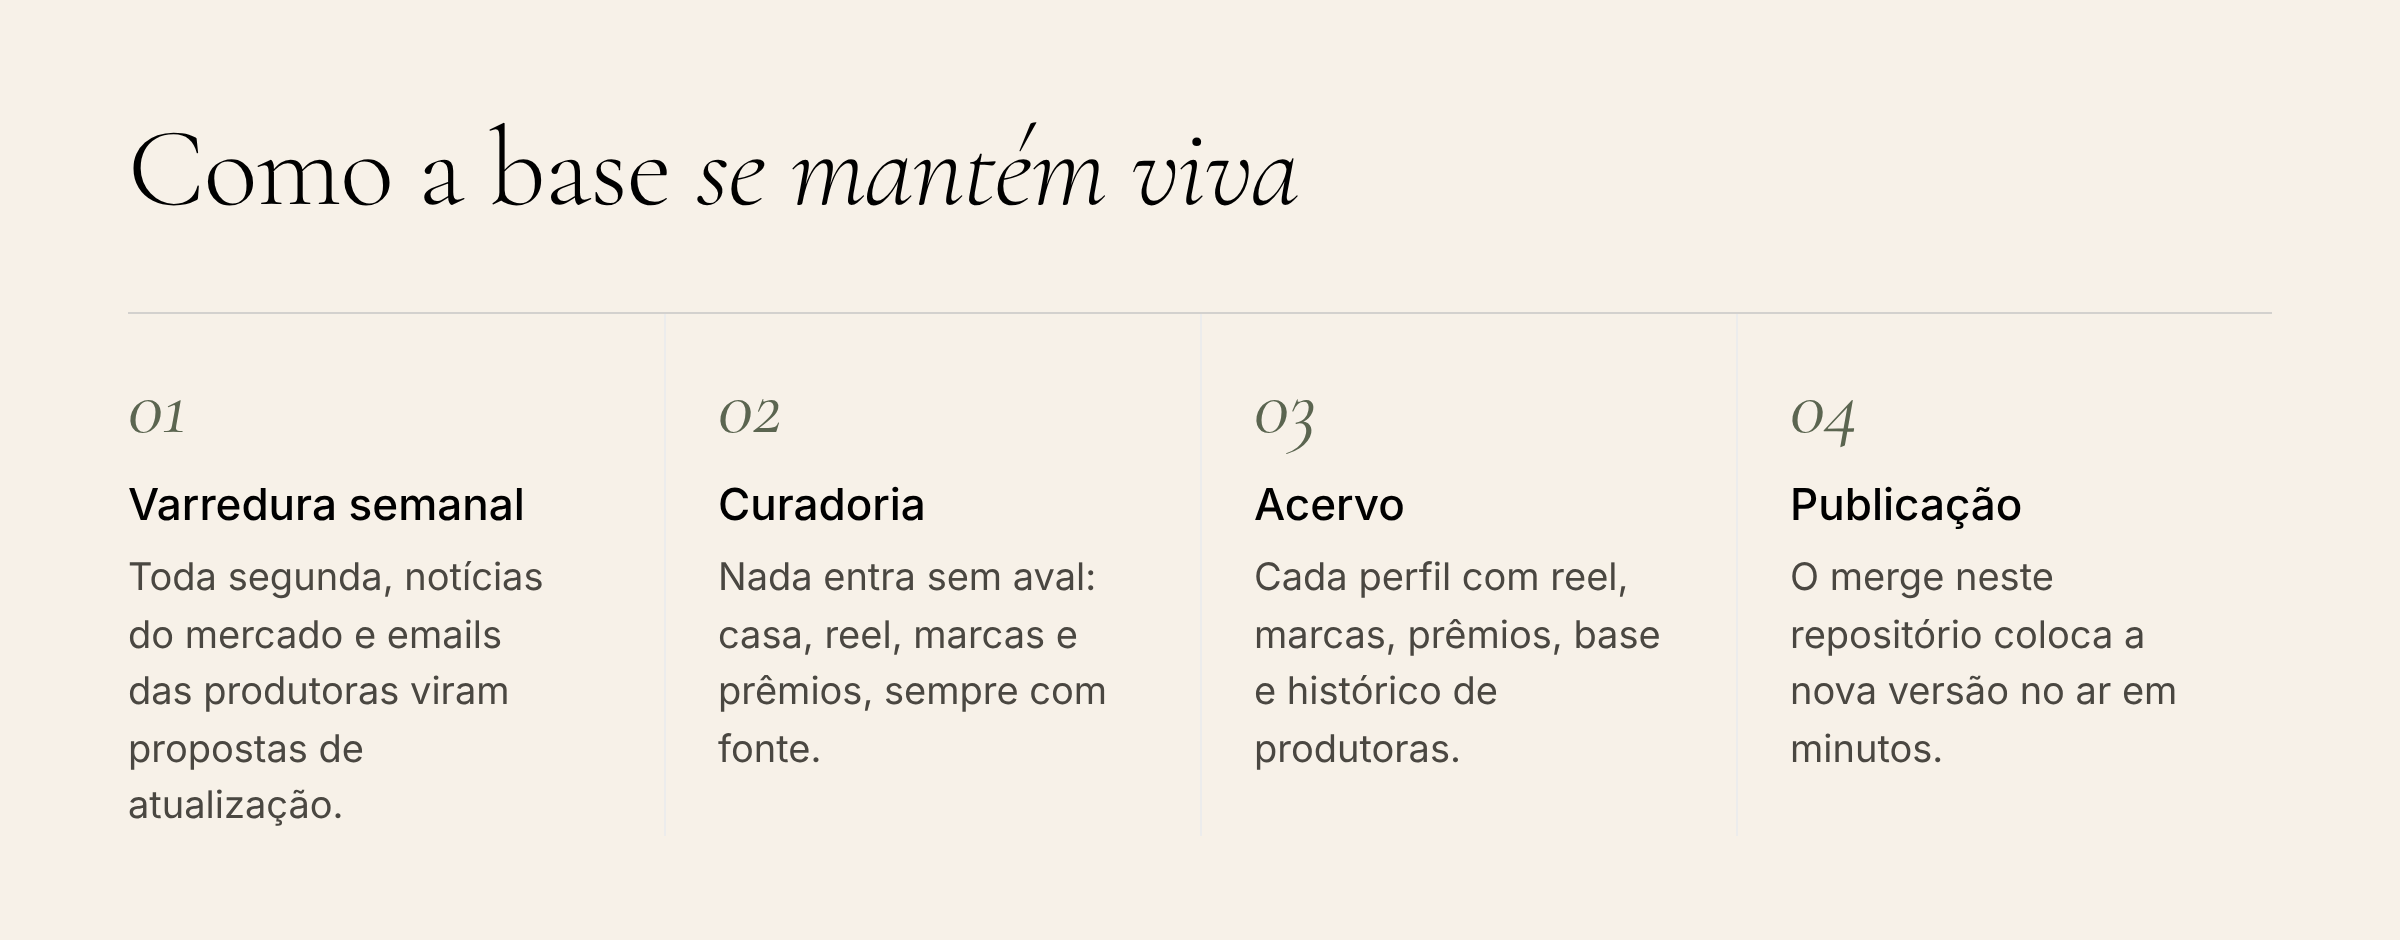 Como a base se mantém viva
01
Varredura semanal
Toda segunda, notícias
do mercado e emails
das produtoras viram
propostas de
atualização.
02
Curadoria
Nada entra sem aval:
casa, reel, marcas e
prêmios, sempre com
fonte.
03
Acervo
Cada perfil com reel,
marcas, prêmios, base
e histórico de
produtoras.
04
Publicação
O merge neste
repositório coloca a
nova versão no ar em
minutos.